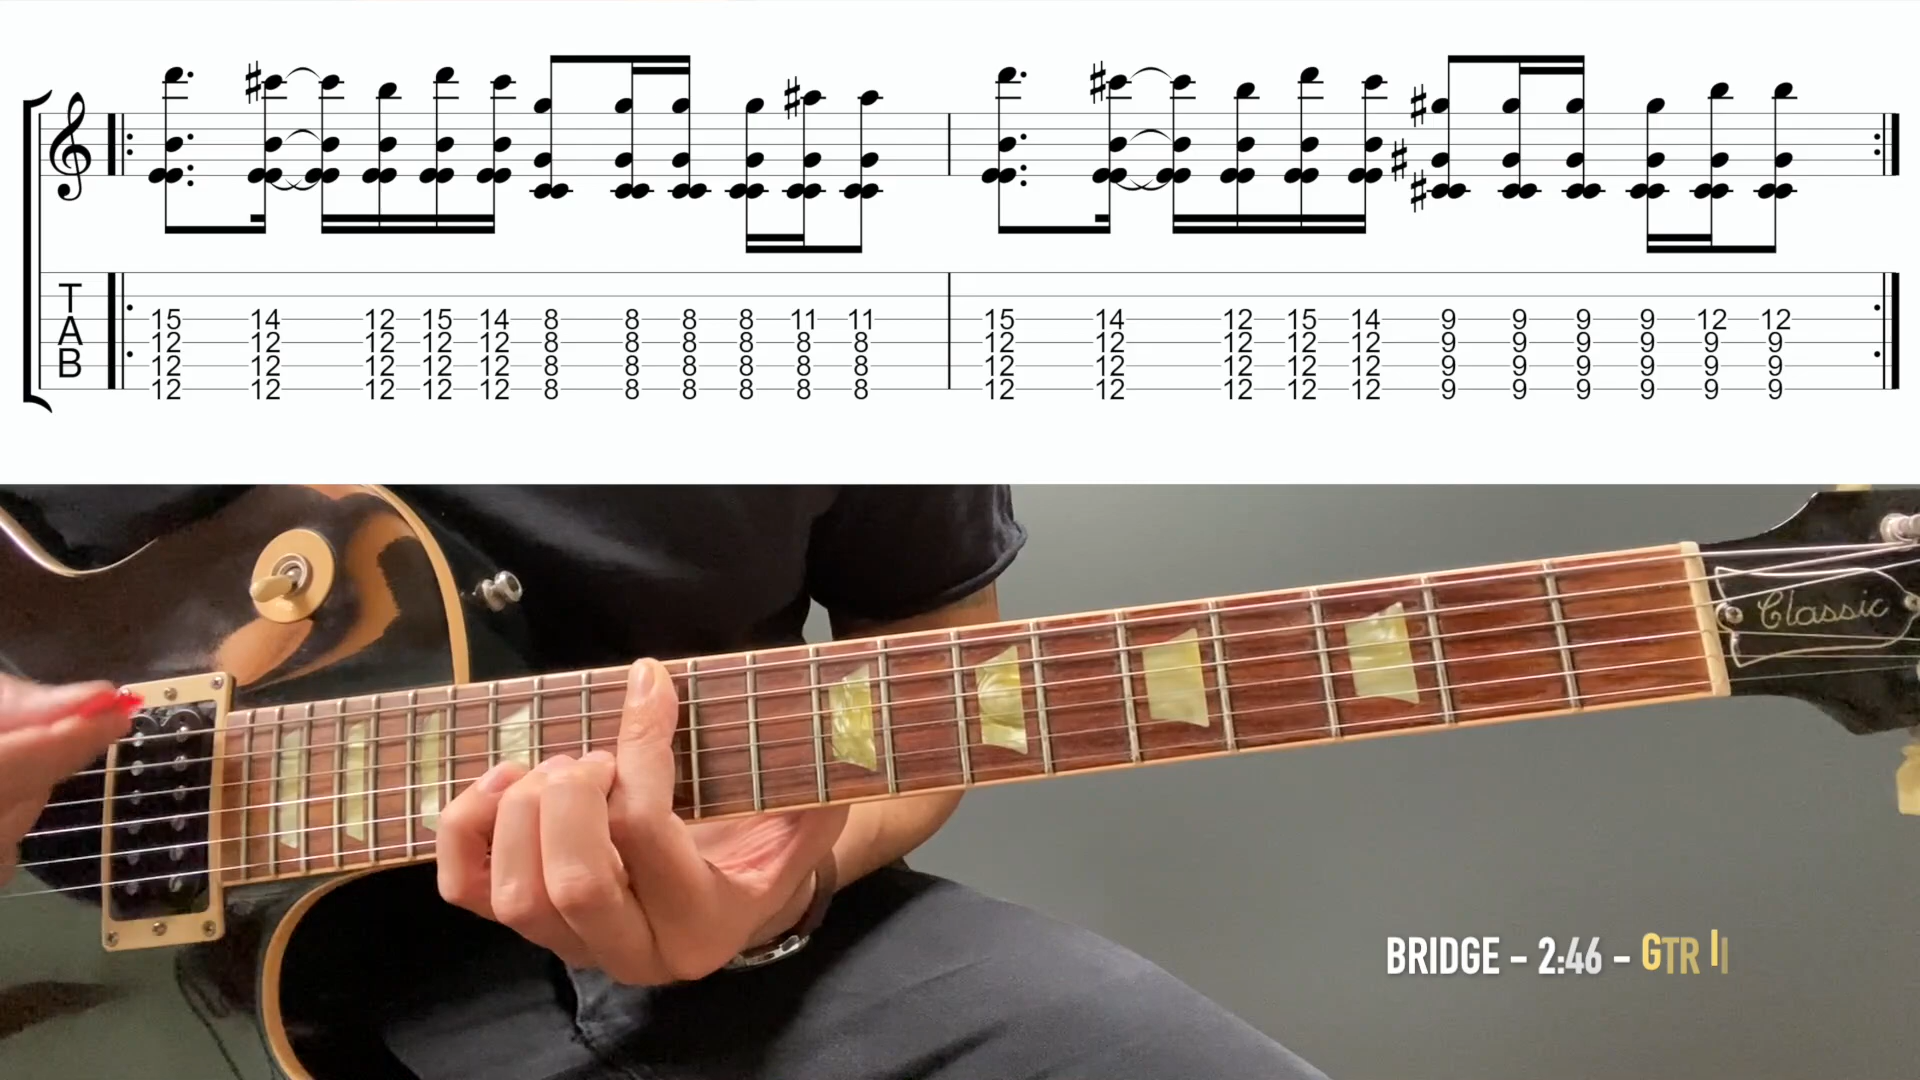 T 15 14 12 15 14 8 8 8 8 11 11 15 14 12 15 14 9 9 9 9 12 12
A 12 12 12 12 12 8 8 8 8 8 8 12 12 12 12 12 9 9 9 9 9 9
B 12 12 12 12 12 8 8 8 8 8 8 12 12 12 12 12 9 9 9 9 9 9
12 12 12 12 12 8 8 8 8 8 8 12 12 12 12 12 9 9 9 9 9 9
Classic
BRIDGE – 2:46 – GTR II